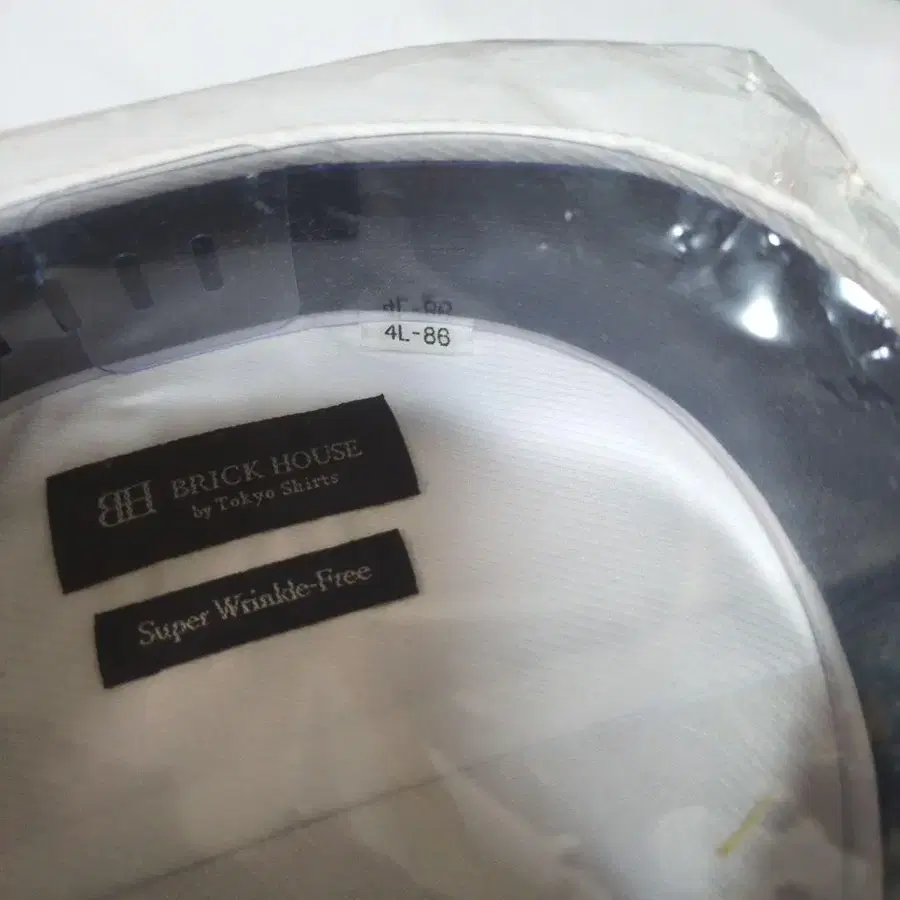 4L-86
BRICK HOUSE
by Tokyo Shirts
Super Wrinkle-Free